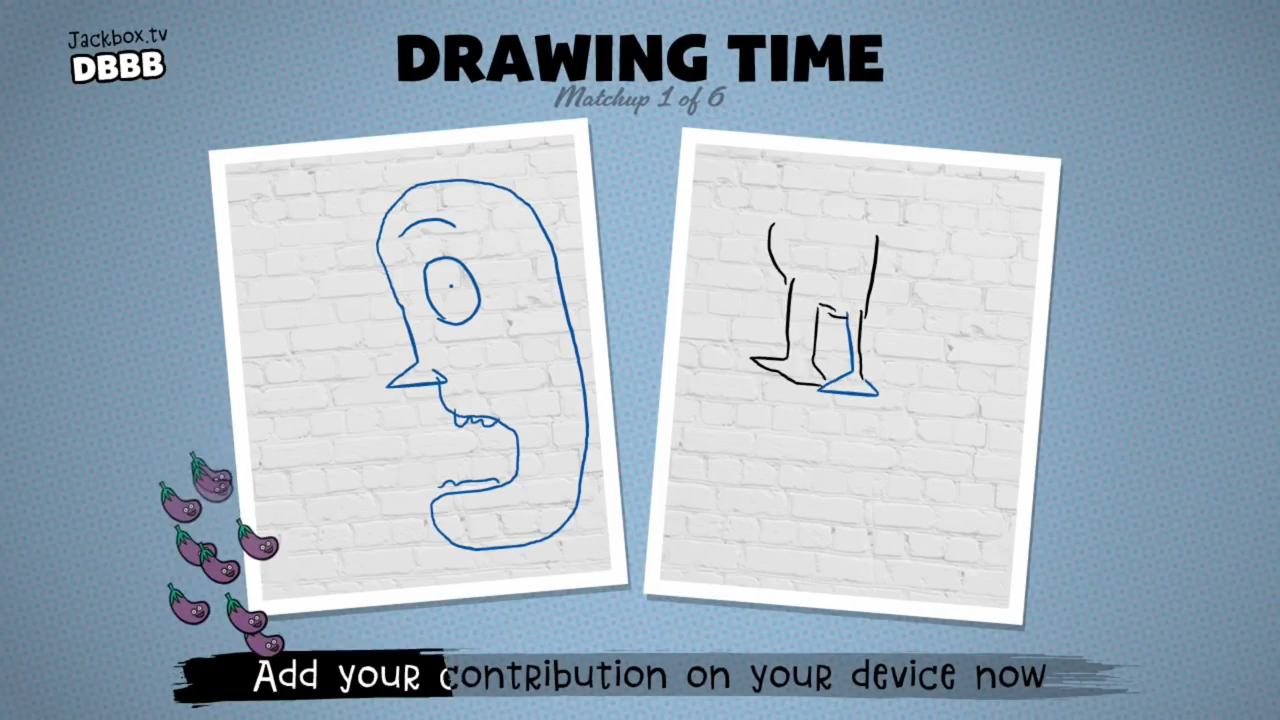 Jackbox.tv
DBBB
DRAWING TIME
Matchup 1 of 6
Add your contribution on your device now